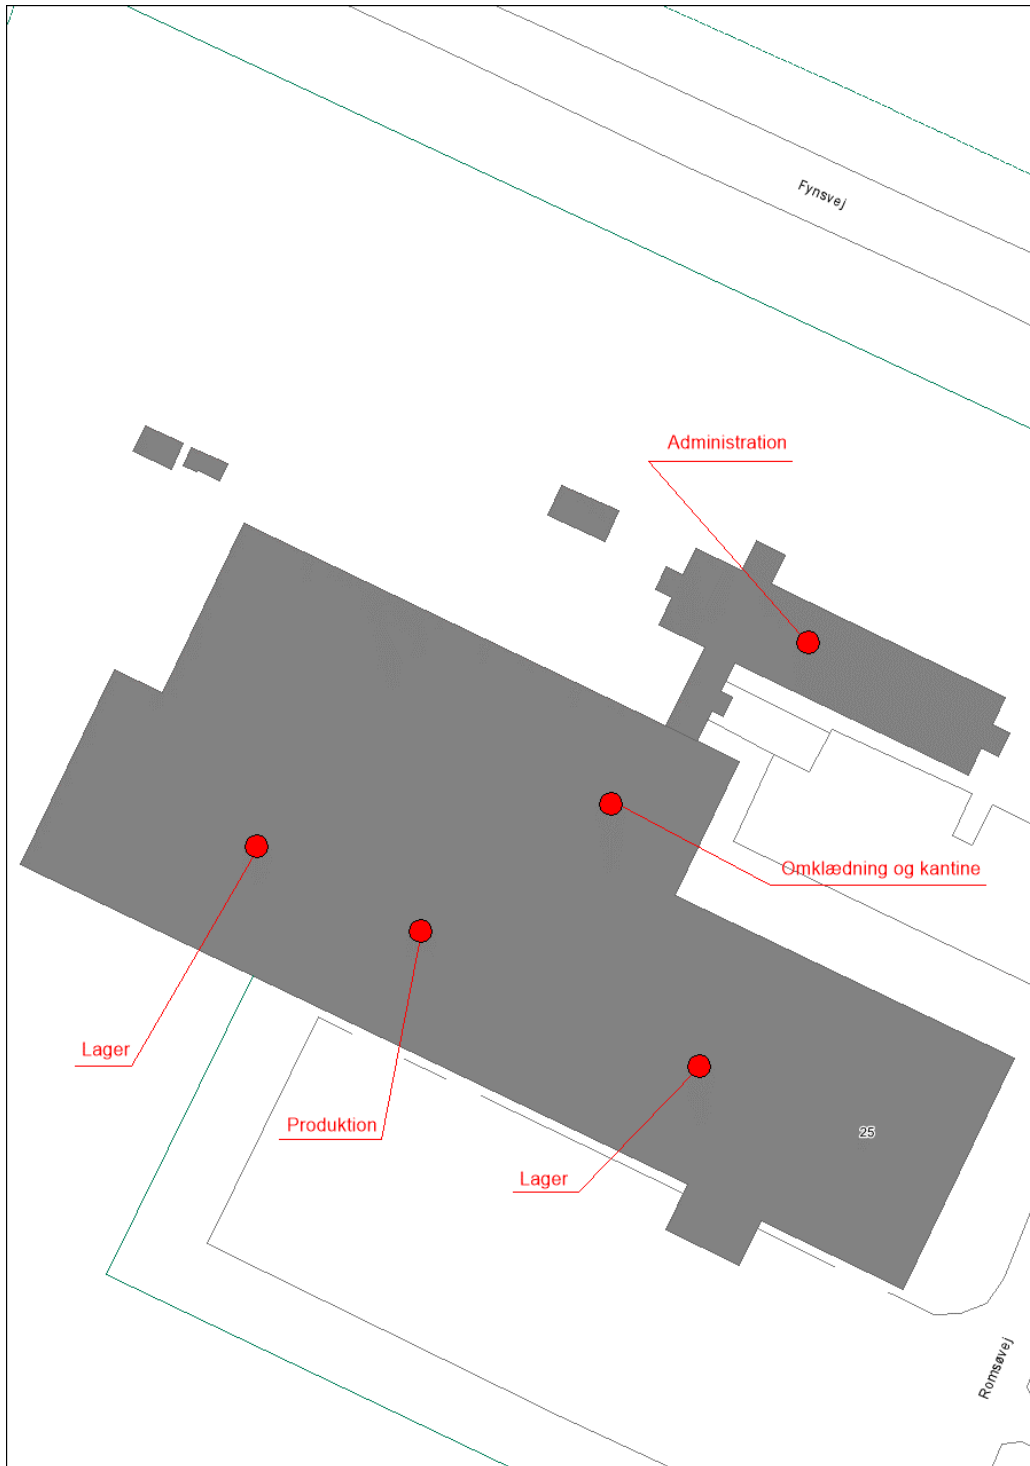 Fynsvej
Administration
Omklædning og kantine
Lager
Produktion
25
Lager
Romsøvej